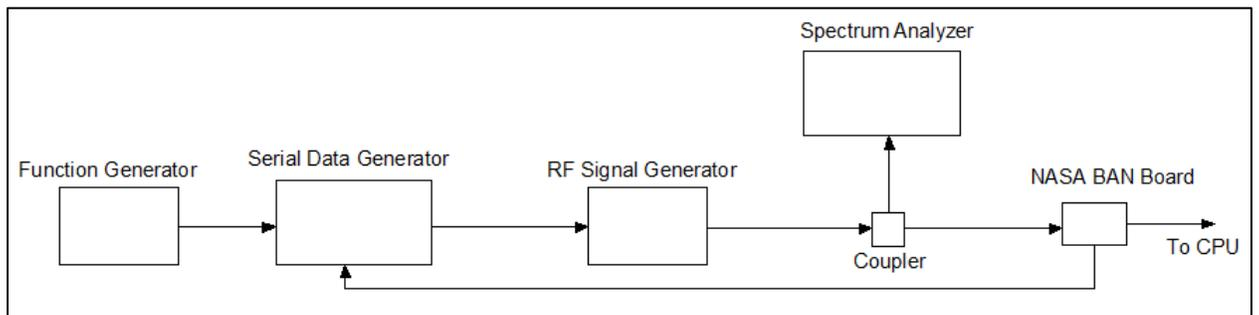 Spectrum Analyzer
Function Generator
Serial Data Generator
RF Signal Generator
NASA BAN Board
Coupler
To CPU